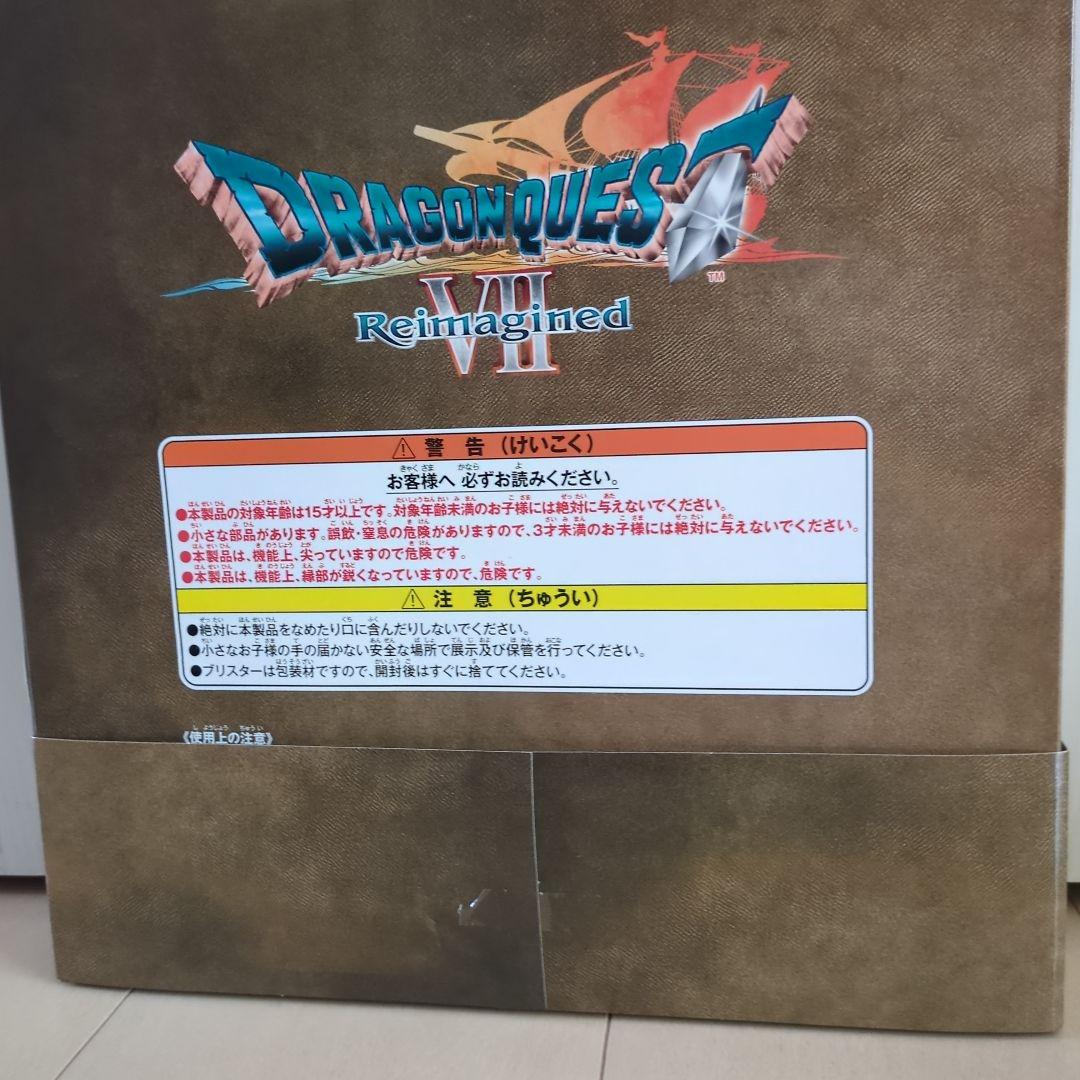 DRAGON QUEST
TM
VII
Reimagined
⚠ 警告(けいこく)
お客様へ 必ずお読みください。
●本製品の対象年齢は15才以上です。対象年齢未満のお子様には絶対に与えないでください。
●小さな部品があります。誤飲・窒息の危険がありますので、3才未満のお子様には絶対に与えないでください。
●本製品は、機能上、尖っていますので危険です。
●本製品は、機能上、縁部が鋭くなっていますので、危険です。
⚠ 注意(ちゅうい)
●絶対に本製品をなめたり口に含んだりしないでください。
●小さなお子様の手の届かない安全な場所で展示及び保管を行ってください。
●ブリスターは包装材ですので、開封後はすぐに捨ててください。
《使用上の注意》